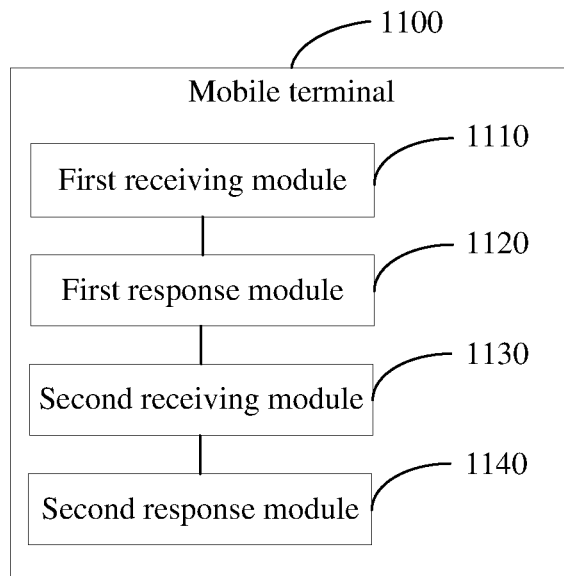 1100
Mobile terminal
1110
First receiving module
1120
First response module
1130
Second receiving module
1140
Second response module